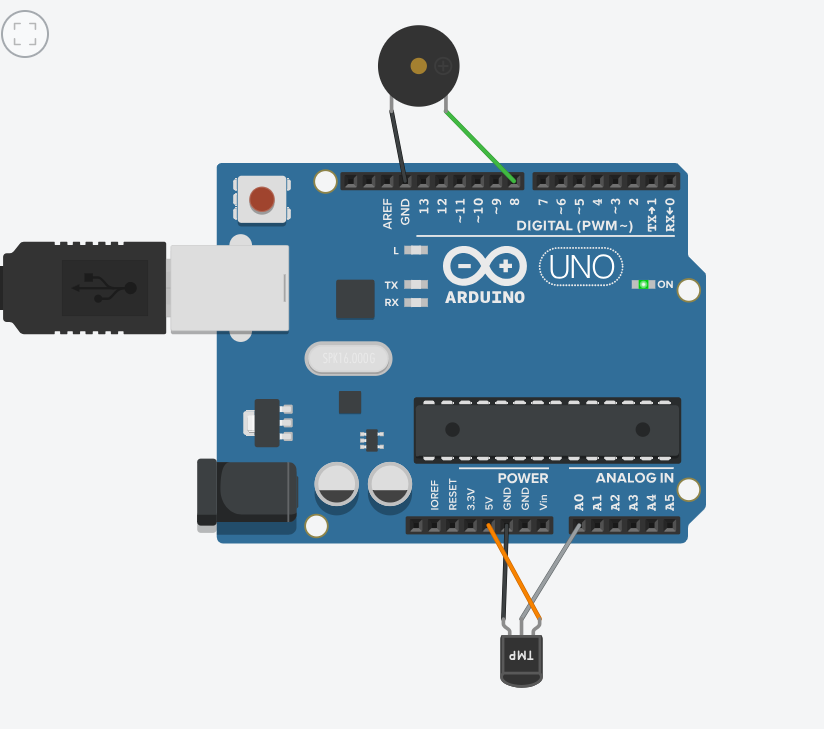 AREF
GND
13
12
~11
~10
~9
8
7
~6
~5
4
~3
2
TX→1
RX←0
DIGITAL (PWM~)
L
TX
RX
ARDUINO
UNO
ON
SPK16.000G
POWER
ANALOG IN
IOREF
RESET
3.3V
5V
GND
GND
Vin
A0
A1
A2
A3
A4
A5
TMP